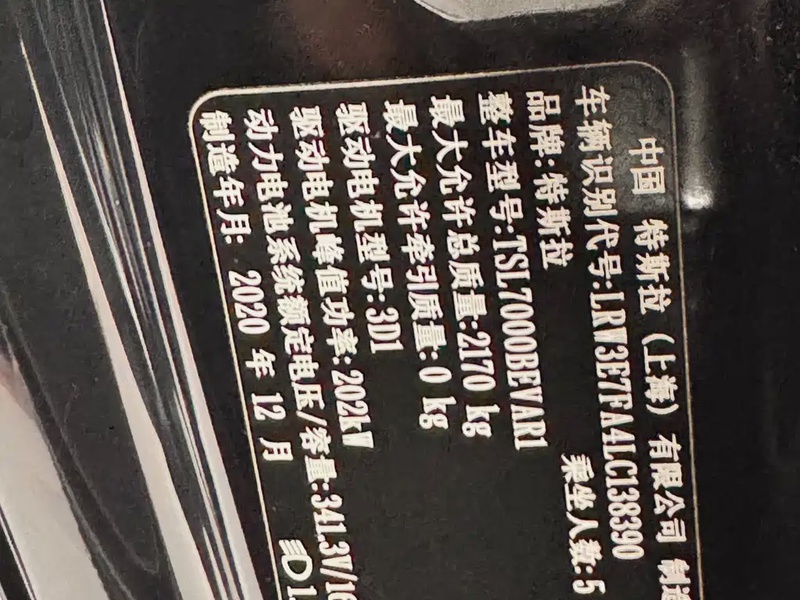 中国 特斯拉（上海）有限公司 制造
车辆识别代号:LRW3E7FA4LC138390
品牌:特斯拉 乘坐人数:5
整车型号:TSL7000BEVAR1
最大允许总质量:2170 kg
最大允许牵引质量:0 kg
驱动电机型号:3D1
驱动电机峰值功率:202kW
动力电池系统额定电压/容量:341.3V/16
制造年月: 2020 年 12 月